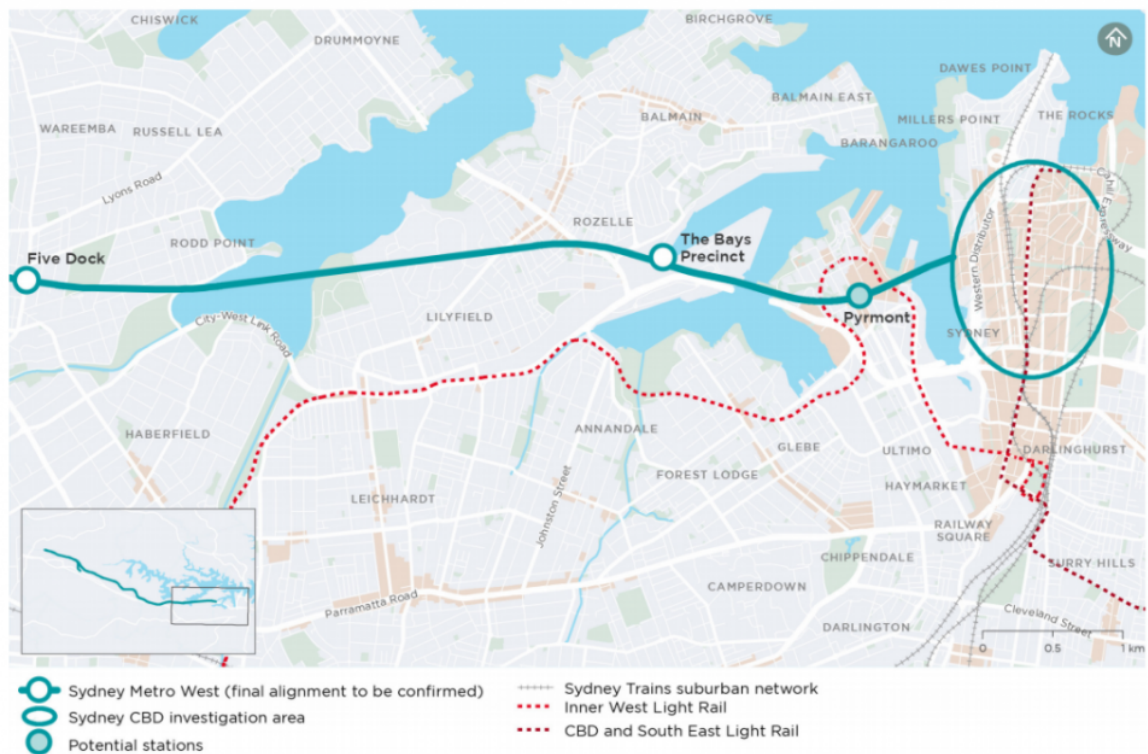 CHISWICK
DRUMMOYNE
BIRCHGROVE
N
DAWES POINT
WAREEMBA
RUSSELL LEA
BALMAIN
BALMAIN EAST
MILLERS POINT
THE ROCKS
BARANGAROO
Lyons Road
Cahill Expressway
Western Distributor
RODD POINT
ROZELLE
Five Dock
The Bays
Precinct
Pyrmont
City-West Link Road
LILYFIELD
SYDNEY
HABERFIELD
ANNANDALE
GLEBE
ULTIMO
DARLINGHURST
LEICHHARDT
Johnston Street
FOREST LODGE
HAYMARKET
RAILWAY
SQUARE
CHIPPENDALE
SURRY HILLS
CAMPERDOWN
Parramatta Road
DARLINGTON
Cleveland Street
0 0.5 1 km
Sydney Metro West (final alignment to be confirmed)
Sydney CBD investigation area
Potential stations
Sydney Trains suburban network
Inner West Light Rail
CBD and South East Light Rail